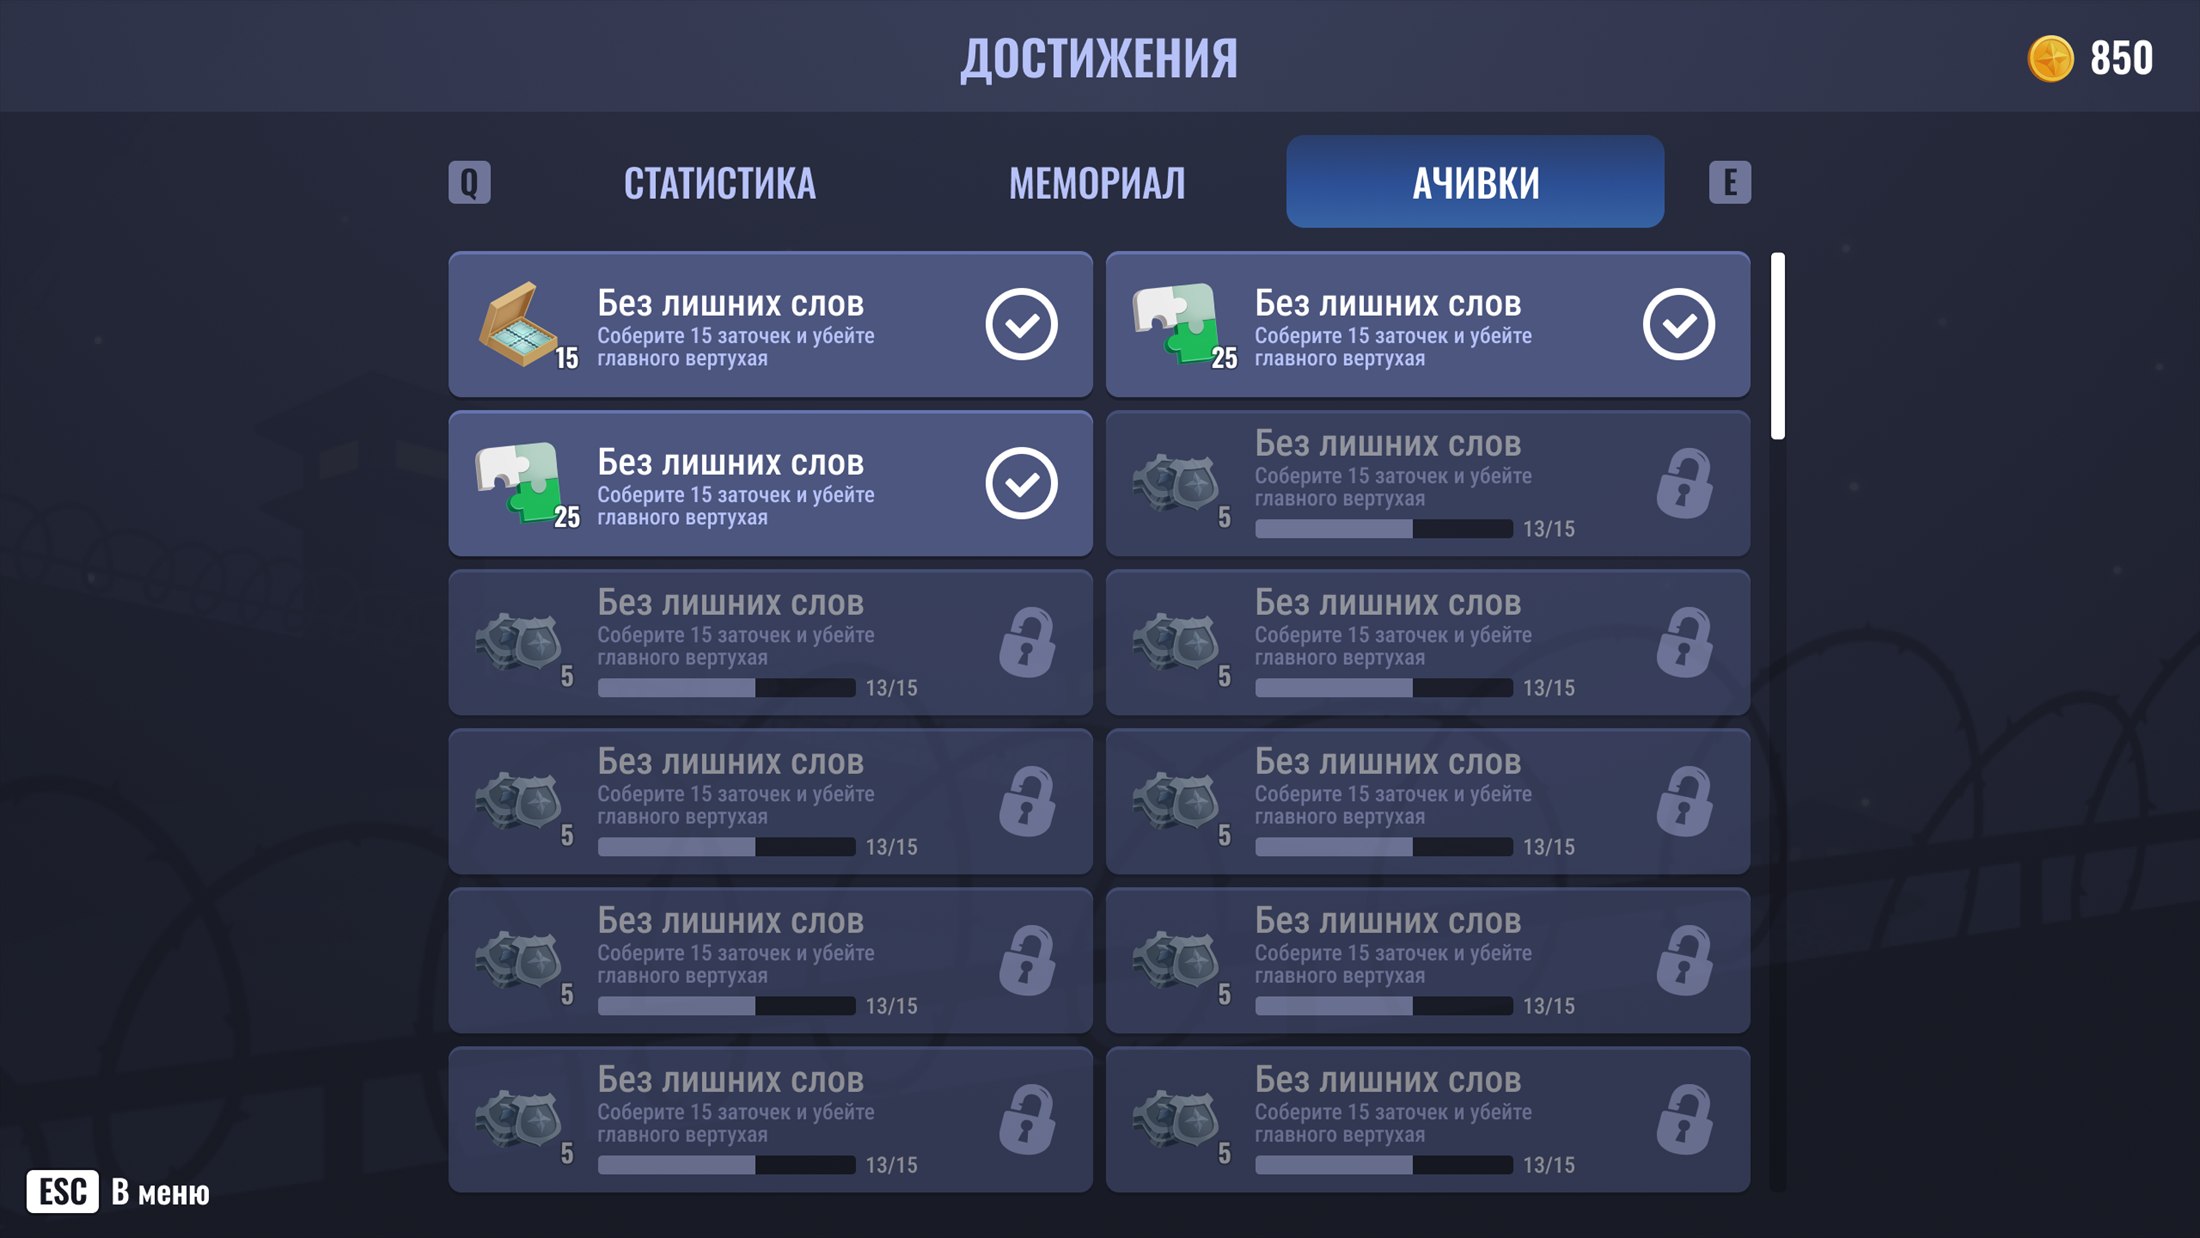 ДОСТИЖЕНИЯ
850
Q
СТАТИСТИКА
МЕМОРИАЛ
АЧИВКИ
E
Без лишних слов
Соберите 15 заточек и убейте
главного вертухая
15
Без лишних слов
Соберите 15 заточек и убейте
главного вертухая
25
Без лишних слов
Соберите 15 заточек и убейте
главного вертухая
25
Без лишних слов
Соберите 15 заточек и убейте
главного вертухая
5
13/15
Без лишних слов
Соберите 15 заточек и убейте
главного вертухая
5
13/15
Без лишних слов
Соберите 15 заточек и убейте
главного вертухая
5
13/15
Без лишних слов
Соберите 15 заточек и убейте
главного вертухая
5
13/15
Без лишних слов
Соберите 15 заточек и убейте
главного вертухая
5
13/15
Без лишних слов
Соберите 15 заточек и убейте
главного вертухая
5
13/15
Без лишних слов
Соберите 15 заточек и убейте
главного вертухая
5
13/15
Без лишних слов
Соберите 15 заточек и убейте
главного вертухая
5
13/15
Без лишних слов
Соберите 15 заточек и убейте
главного вертухая
5
13/15
ESC В меню